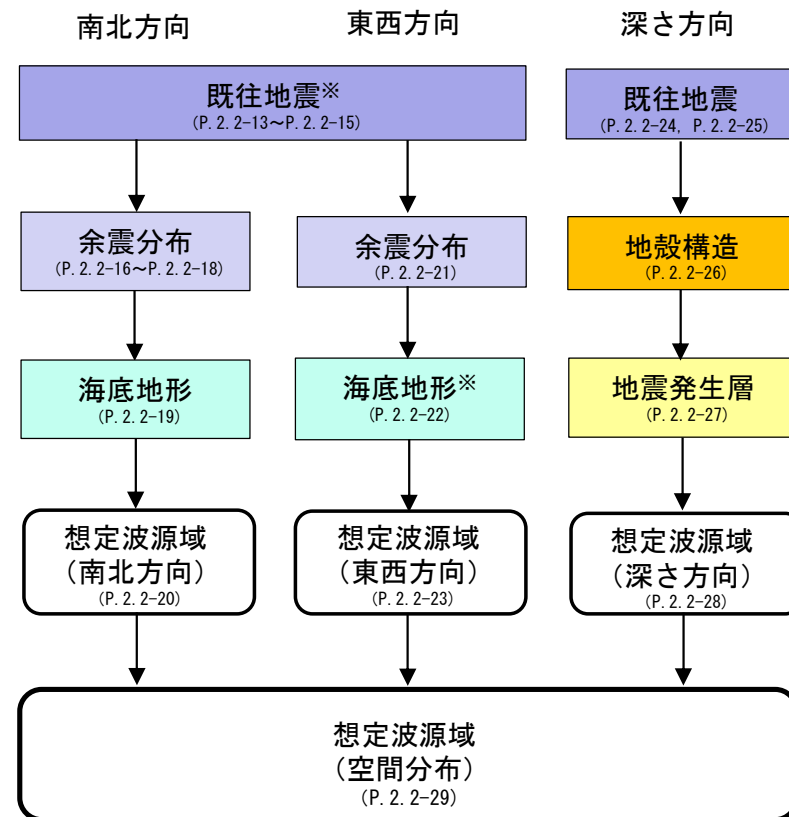 南北方向
東西方向
深さ方向
既往地震※
(P. 2. 2-13～P. 2. 2-15)
既往地震
(P. 2. 2-24, P. 2. 2-25)
余震分布
(P. 2. 2-16～P. 2. 2-18)
余震分布
(P. 2. 2-21)
地殻構造
(P. 2. 2-26)
海底地形
(P. 2. 2-19)
海底地形※
(P. 2. 2-22)
地震発生層
(P. 2. 2-27)
想定波源域
（南北方向）
(P. 2. 2-20)
想定波源域
（東西方向）
(P. 2. 2-23)
想定波源域
（深さ方向）
(P. 2. 2-28)
想定波源域
（空間分布）
(P. 2. 2-29)